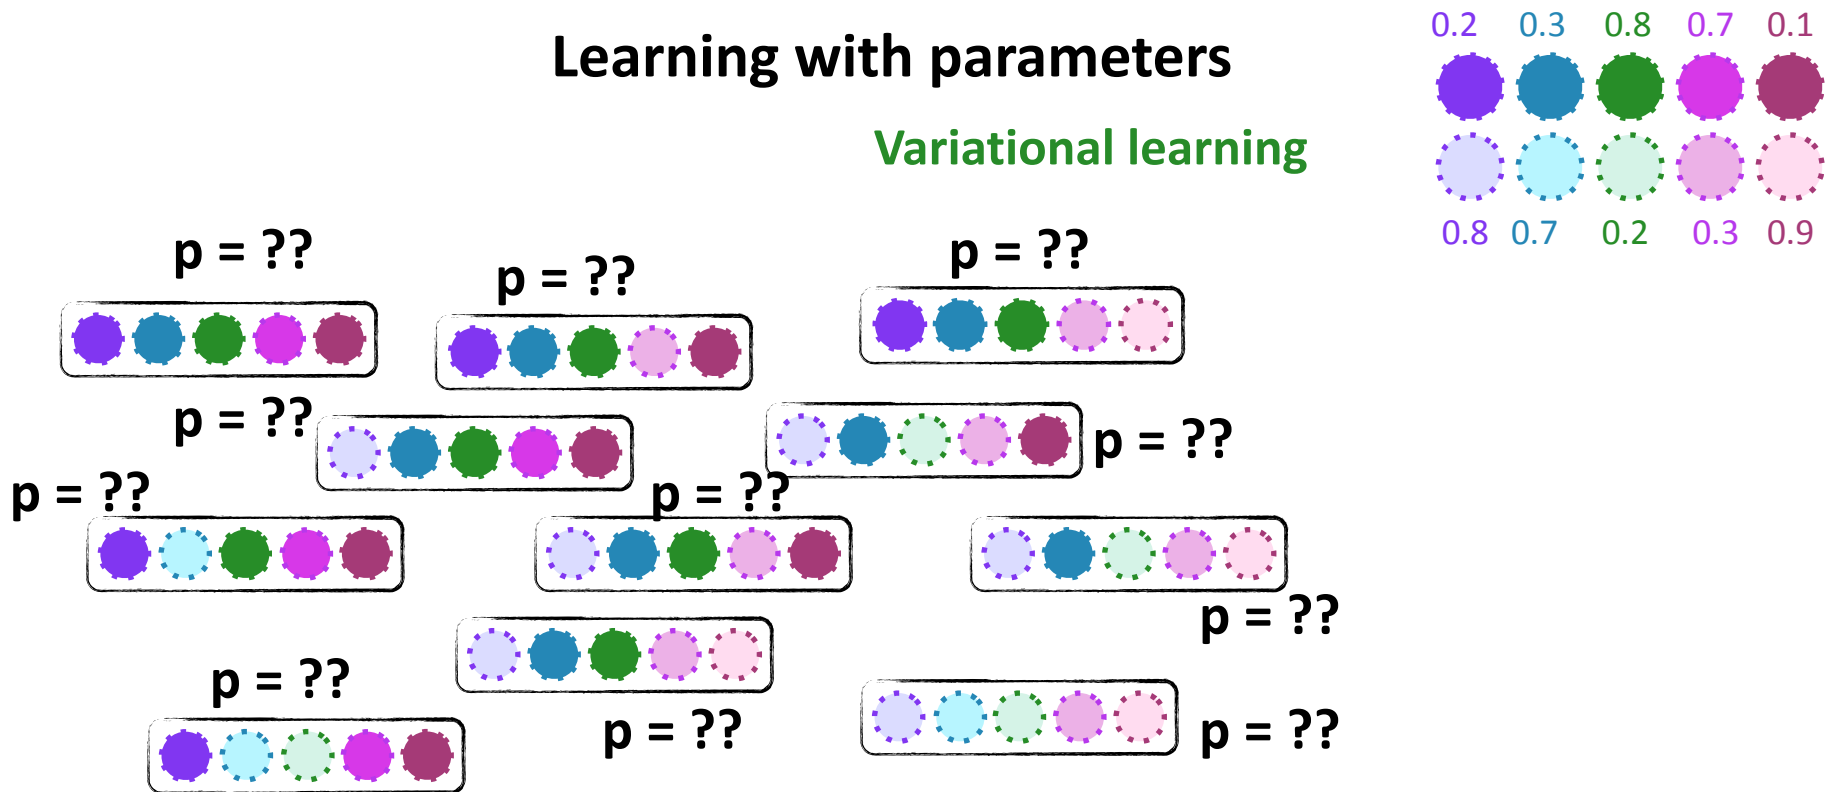 Learning with parameters
0.2 0.3 0.8 0.7 0.1
Variational learning
0.8 0.7 0.2 0.3 0.9
p = ??
p = ??
p = ??
p = ??
p = ??
p = ??
p = ??
p = ??
p = ??
p = ??
p = ??